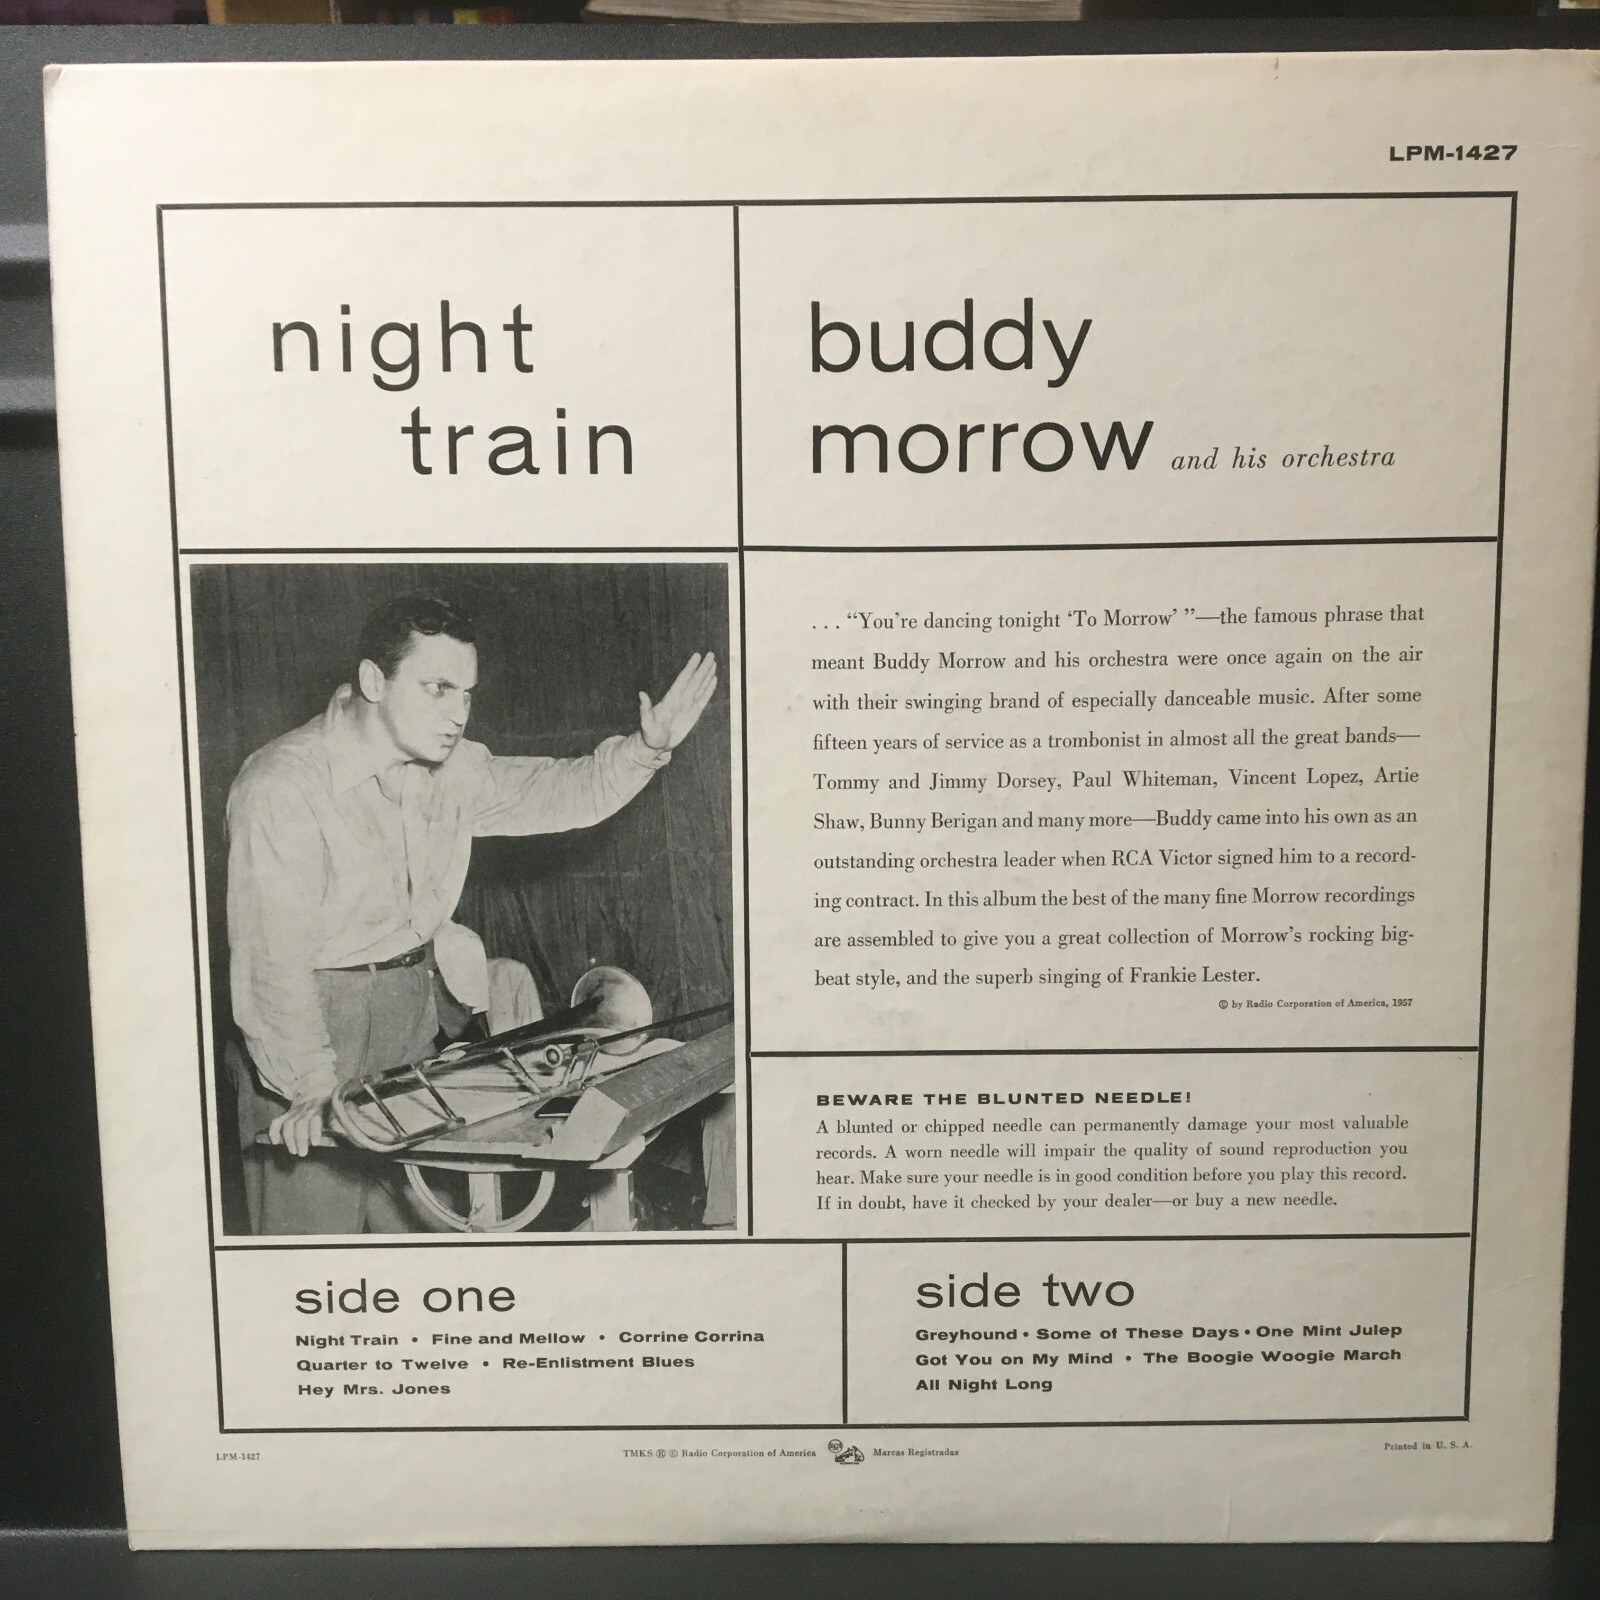 LPM-1427
night
train
buddy
morrow and his orchestra
. . . “You’re dancing tonight ‘To Morrow’ ”—the famous phrase that
meant Buddy Morrow and his orchestra were once again on the air
with their swinging brand of especially danceable music. After some
fifteen years of service as a trombonist in almost all the great bands—
Tommy and Jimmy Dorsey, Paul Whiteman, Vincent Lopez, Artie
Shaw, Bunny Berigan and many more—Buddy came into his own as an
outstanding orchestra leader when RCA Victor signed him to a record-
ing contract. In this album the best of the many fine Morrow recordings
are assembled to give you a great collection of Morrow’s rocking big-
beat style, and the superb singing of Frankie Lester.
© by Radio Corporation of America, 1957
BEWARE THE BLUNTED NEEDLE!
A blunted or chipped needle can permanently damage your most valuable
records. A worn needle will impair the quality of sound reproduction you
hear. Make sure your needle is in good condition before you play this record.
If in doubt, have it checked by your dealer—or buy a new needle.
side one
Night Train • Fine and Mellow • Corrine Corrina
Quarter to Twelve • Re-Enlistment Blues
Hey Mrs. Jones
side two
Greyhound • Some of These Days • One Mint Julep
Got You on My Mind • The Boogie Woogie March
All Night Long
LPM-1427
TMKS ® © Radio Corporation of America RCA Marcas Registradas
Printed in U. S. A.